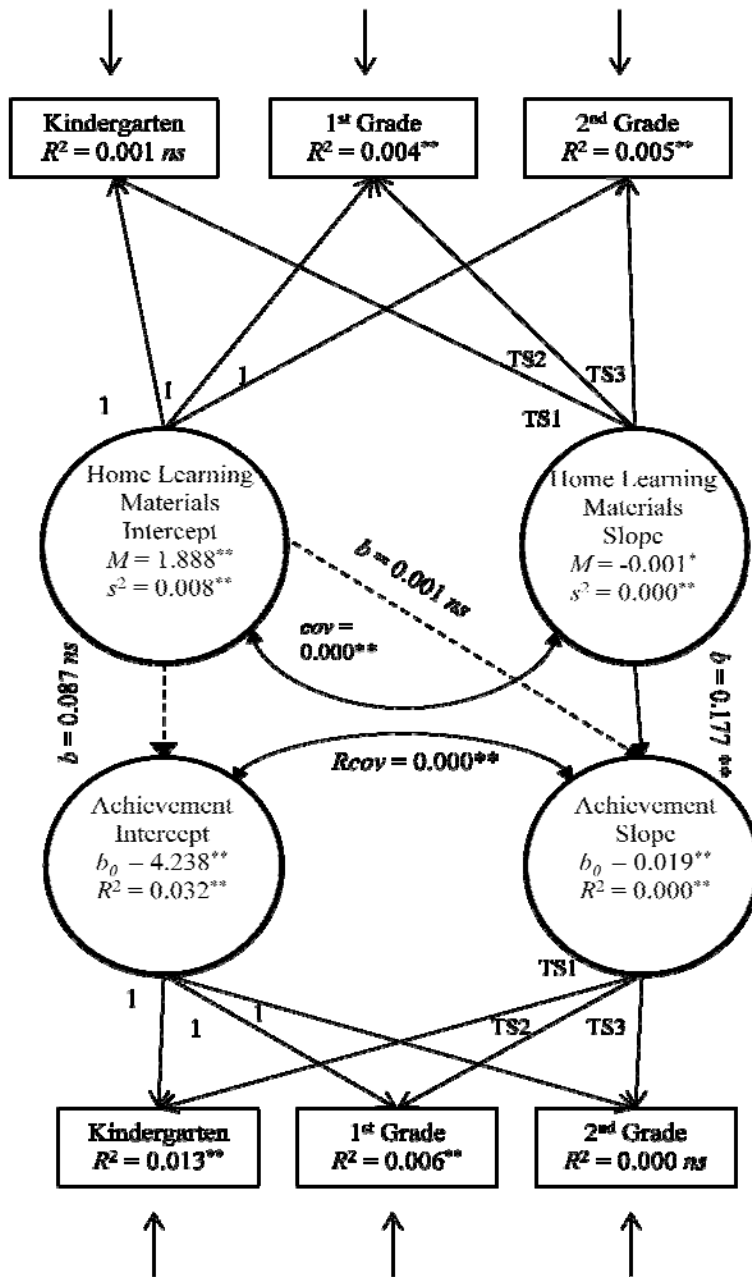 Kindergarten
R² = 0.001 ns
1st Grade
R² = 0.004**
2nd Grade
R² = 0.005**
1
1
1
TS2
TS3
TS1
Home Learning
Materials
Intercept
M = 1.888**
s² = 0.008**
Home Learning
Materials
Slope
M = -0.001*
s² = 0.000**
b = 0.001 ns
cov =
0.000**
b = 0.087 ns
b = 0.177 **
Rcov = 0.000**
Achievement
Intercept
b₀ – 4.238**
R² = 0.032**
Achievement
Slope
b₀ – 0.019**
R² = 0.000**
1
1
1
TS1
TS2
TS3
Kindergarten
R² = 0.013**
1st Grade
R² = 0.006**
2nd Grade
R² = 0.000 ns